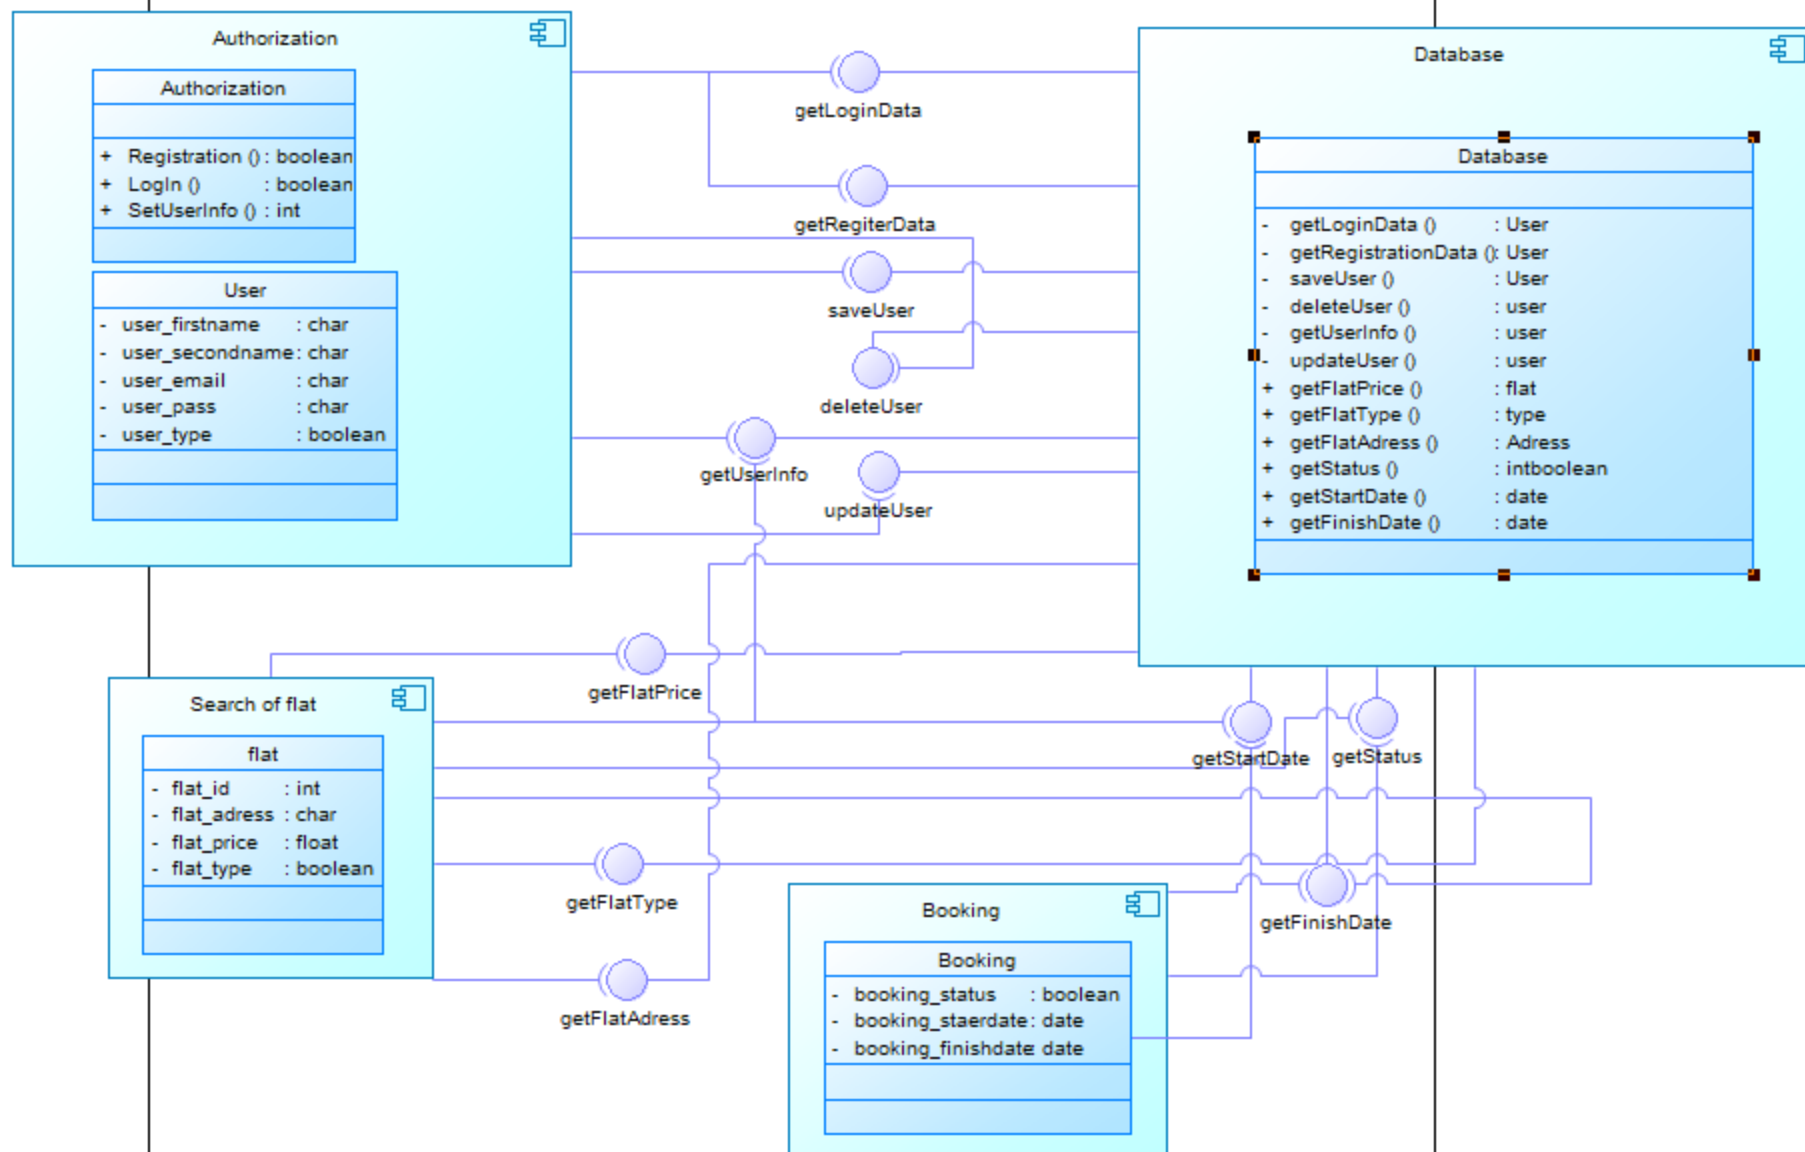 Authorization
Authorization
+ Registration () : boolean
+ LogIn () : boolean
+ SetUserInfo () : int
User
- user_firstname : char
- user_secondname : char
- user_email : char
- user_pass : char
- user_type : boolean
getLoginData
getRegiterData
saveUser
deleteUser
getUserInfo
updateUser
Database
Database
- getLoginData () : User
- getRegistrationData () : User
- saveUser () : User
- deleteUser () : user
- getUserInfo () : user
- updateUser () : user
+ getFlatPrice () : flat
+ getFlatType () : type
+ getFlatAdress () : Adress
+ getStatus () : intboolean
+ getStartDate () : date
+ getFinishDate () : date
getFlatPrice
Search of flat
flat
- flat_id : int
- flat_adress : char
- flat_price : float
- flat_type : boolean
getStartDate
getStatus
getFlatType
getFinishDate
getFlatAdress
Booking
Booking
- booking_status : boolean
- booking_staerdate : date
- booking_finishdate : date